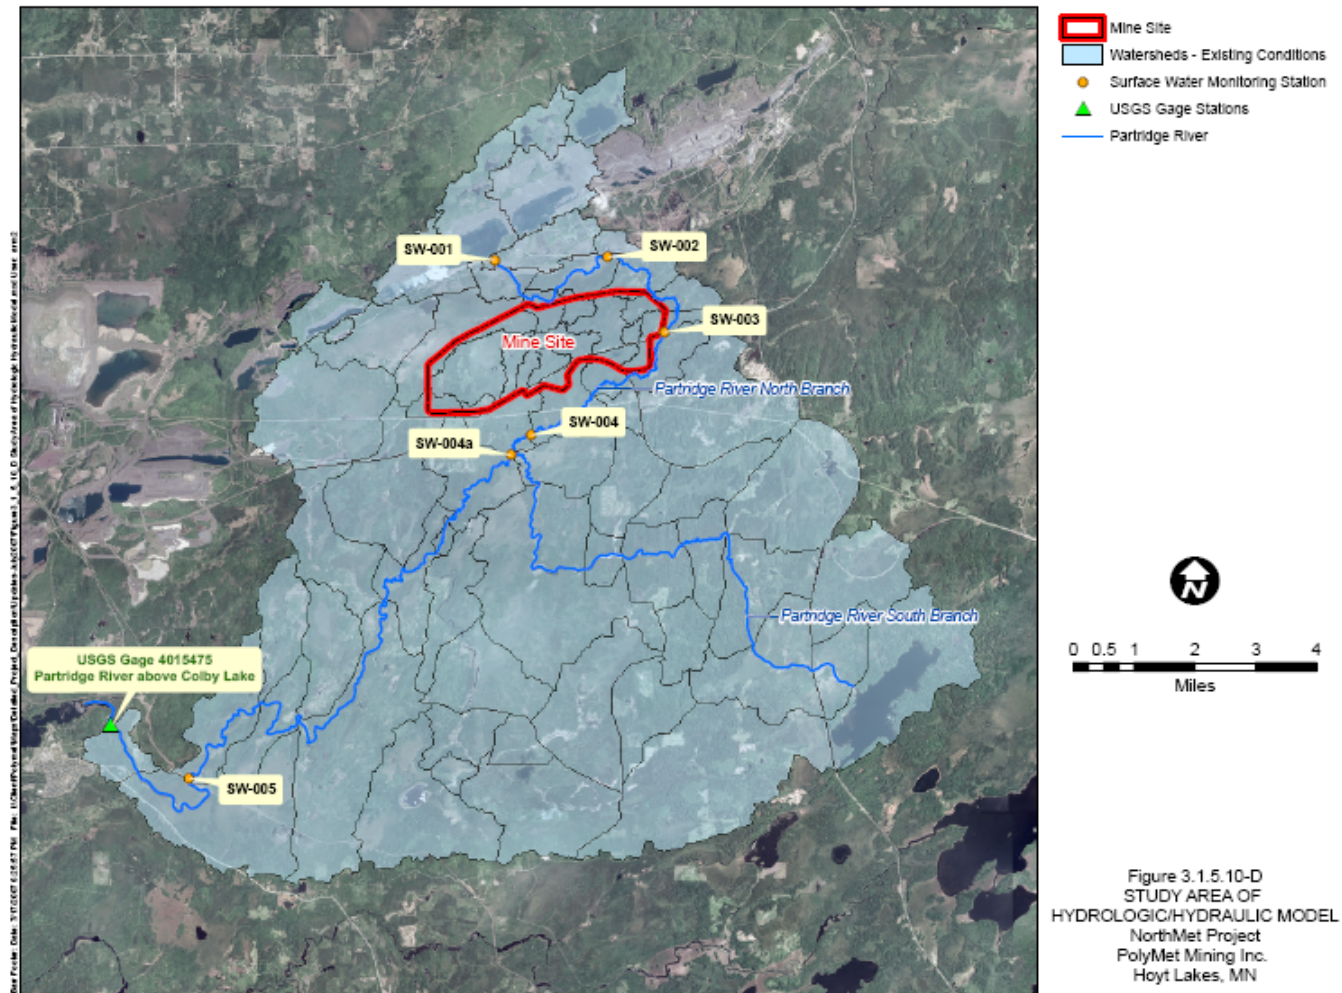 Mine Site
Watersheds - Existing Conditions
Surface Water Monitoring Station
USGS Gage Stations
Partridge River
SW-001
SW-002
SW-003
Mine Site
Partridge River North Branch
SW-004
SW-004a
Partridge River South Branch
USGS Gage 4015475
Partridge River above Colby Lake
SW-005
N
0 0.5 1 2 3 4
Miles
Figure 3.1.5.10-D
STUDY AREA OF
HYDROLOGIC/HYDRAULIC MODEL
NorthMet Project
PolyMet Mining Inc.
Hoyt Lakes, MN